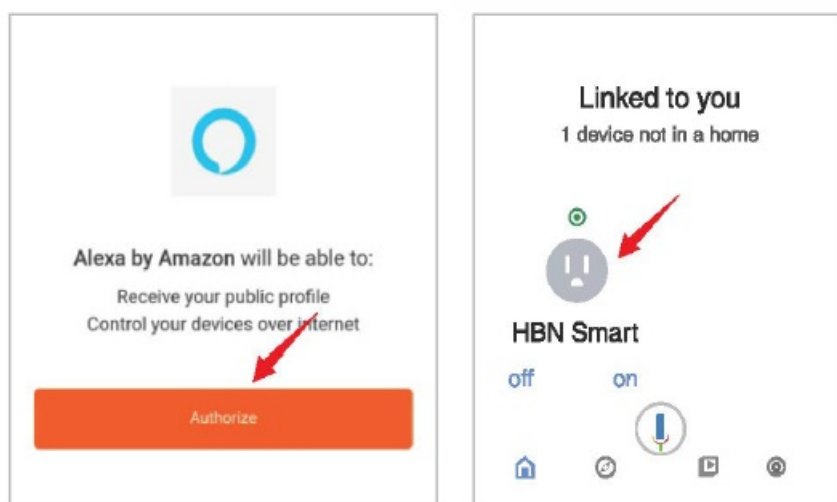 Alexa by Amazon will be able to:
Receive your public profile
Control your devices over internet
Authorize
Linked to you
1 device not in a home
HBN Smart
off on